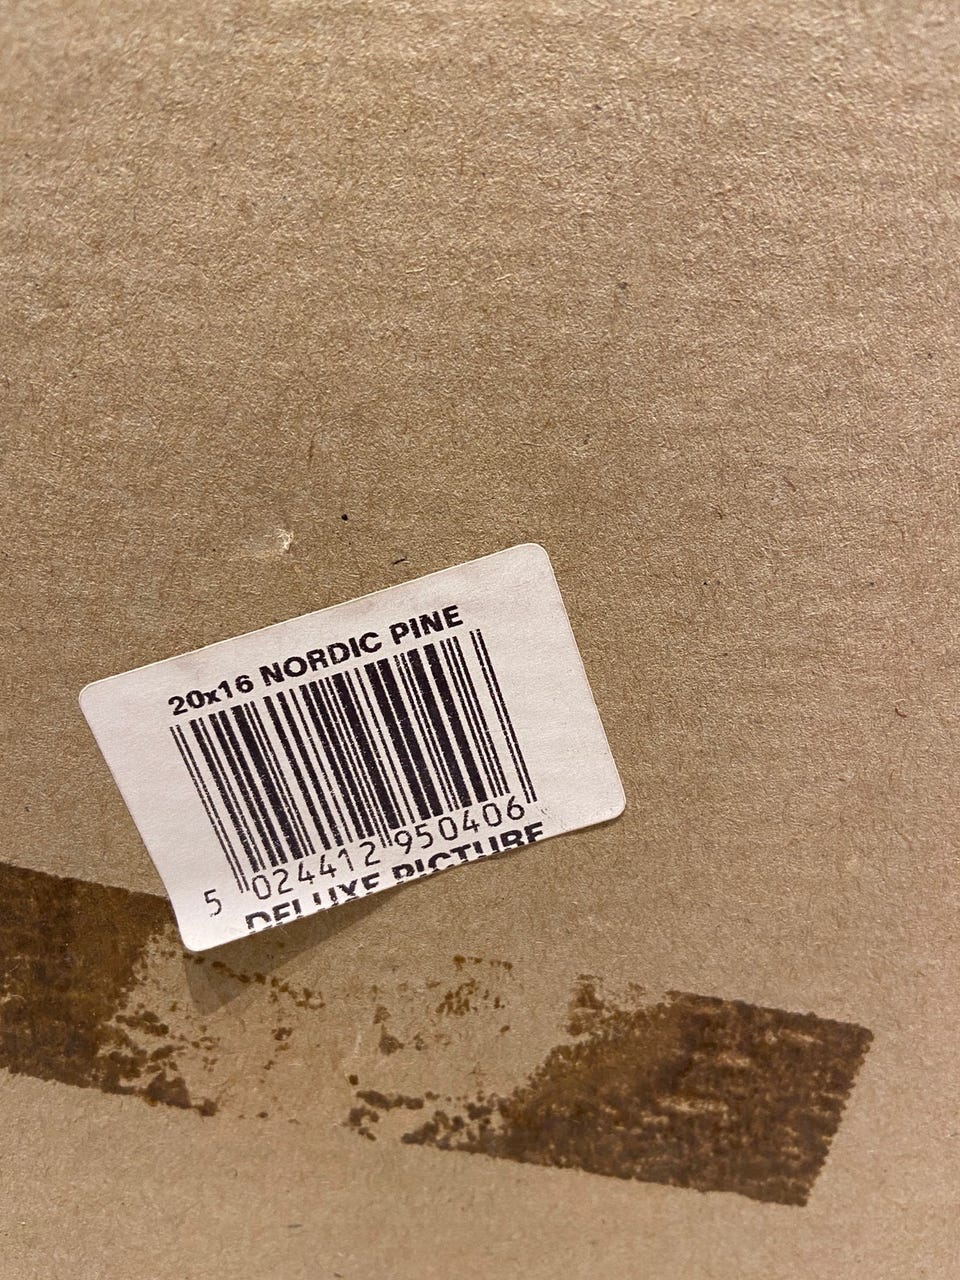 20x16 NORDIC PINE
5 024412 950406
DELUXE PICTURE